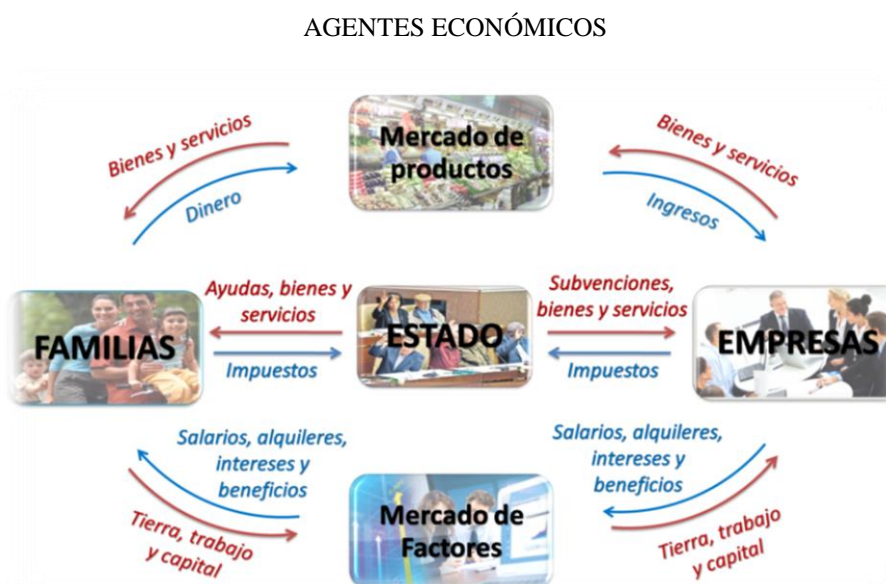 AGENTES ECONÓMICOS
Mercado de
productos
Bienes y servicios
Dinero
Bienes y servicios
Ingresos
FAMILIAS
Ayudas, bienes y
servicios
Impuestos
ESTADO
Subvenciones,
bienes y servicios
Impuestos
EMPRESAS
Salarios, alquileres,
intereses y
beneficios
Tierra, trabajo
y capital
Mercado de
Factores
Salarios, alquileres,
intereses y
beneficios
Tierra, trabajo
y capital